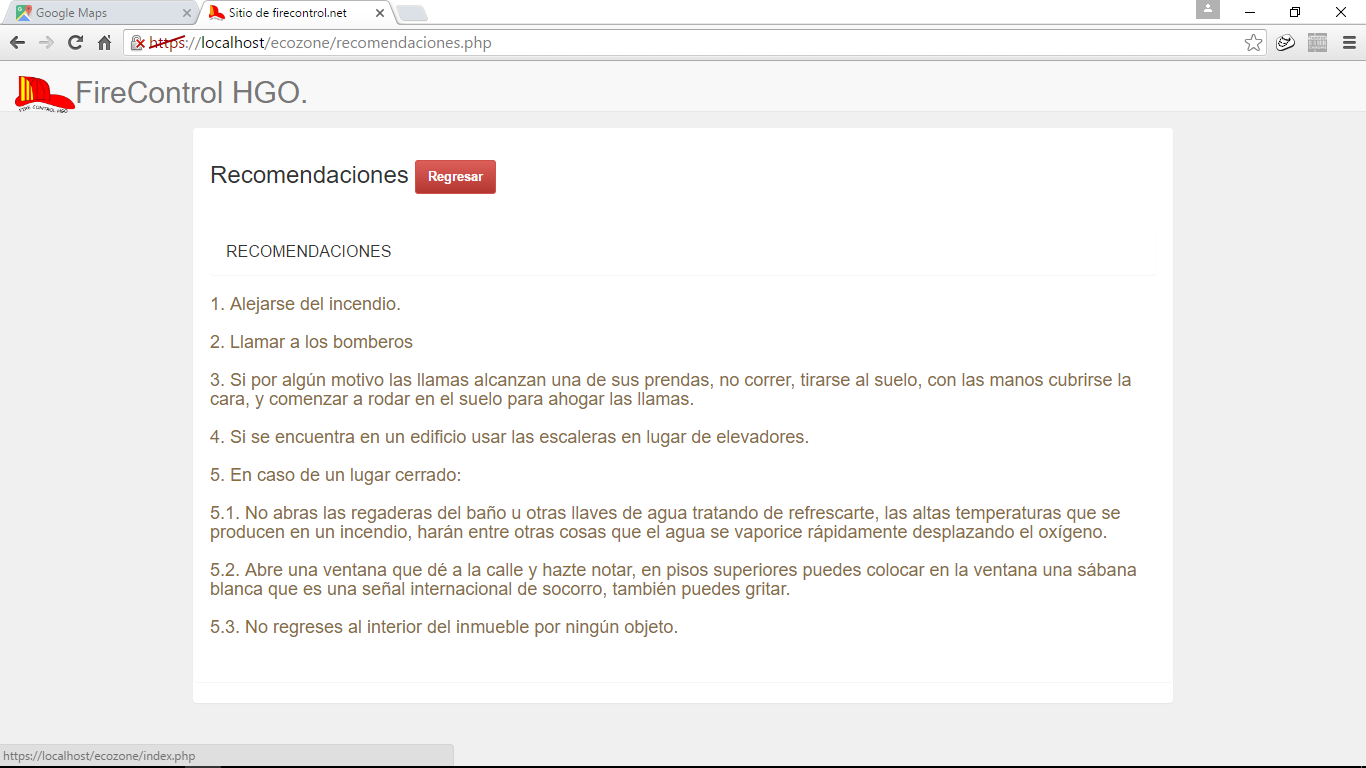 Google Maps
Sitio de firecontrol.net
https://localhost/ecozone/recomendaciones.php
FIRE CONTROL HGO
FireControl HGO.
Recomendaciones Regresar
RECOMENDACIONES
1. Alejarse del incendio.
2. Llamar a los bomberos
3. Si por algún motivo las llamas alcanzan una de sus prendas, no correr, tirarse al suelo, con las manos cubrirse la
cara, y comenzar a rodar en el suelo para ahogar las llamas.
4. Si se encuentra en un edificio usar las escaleras en lugar de elevadores.
5. En caso de un lugar cerrado:
5.1. No abras las regaderas del baño u otras llaves de agua tratando de refrescarte, las altas temperaturas que se
producen en un incendio, harán entre otras cosas que el agua se vaporice rápidamente desplazando el oxígeno.
5.2. Abre una ventana que dé a la calle y hazte notar, en pisos superiores puedes colocar en la ventana una sábana
blanca que es una señal internacional de socorro, también puedes gritar.
5.3. No regreses al interior del inmueble por ningún objeto.
https://localhost/ecozone/index.php